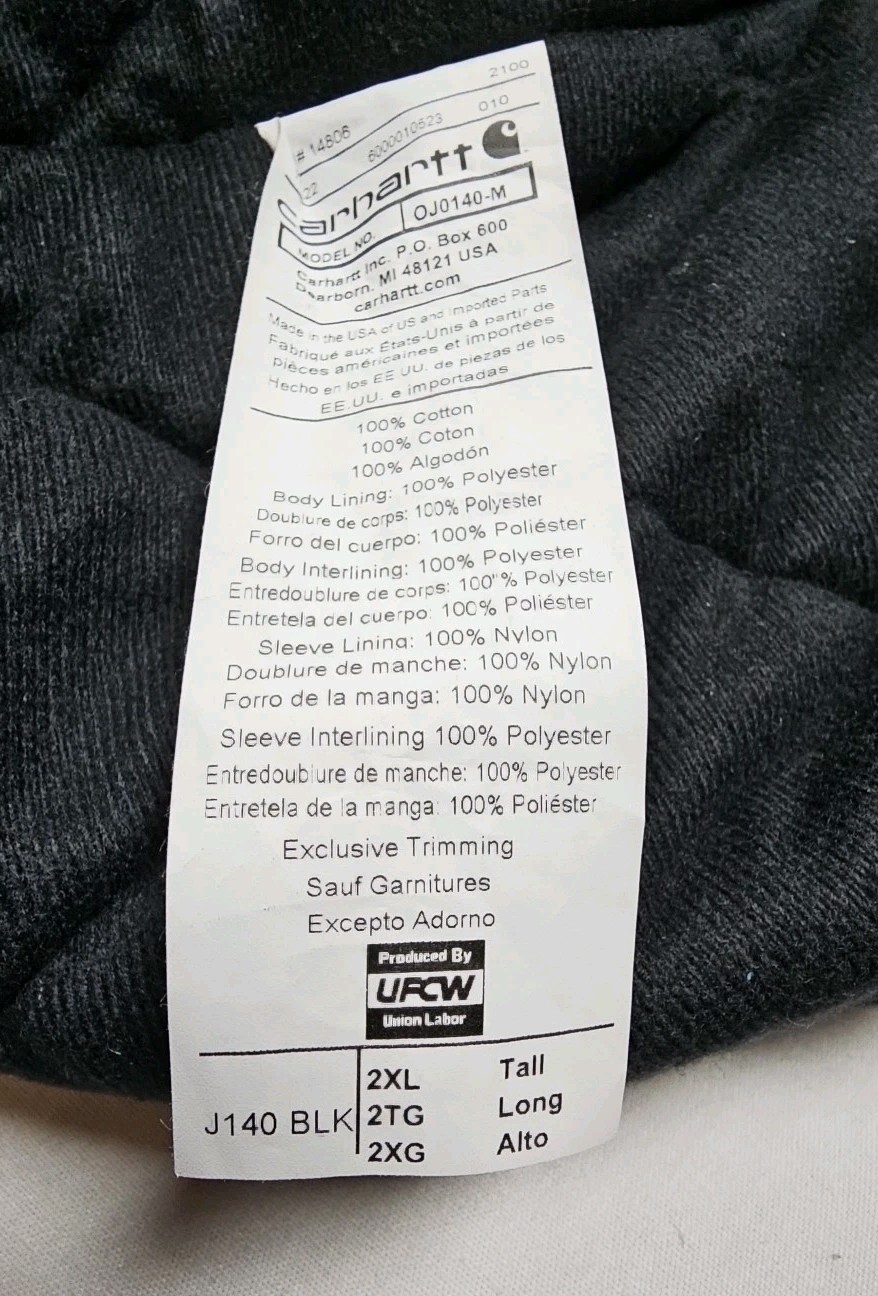 2100
# 14806
6000010523 010
22
carhartt
MODEL NO. OJ0140-M
Carhartt Inc. P.O. Box 600
Dearborn, MI 48121 USA
carhartt.com
Made in the USA of US and Imported Parts
Fabriqué aux États-Unis à partir de
pièces américaines et importées
Hecho en los EE UU. de piezas de los
EE.UU. e importadas
100% Cotton
100% Coton
100% Algodón
Body Lining: 100% Polyester
Doublure de corps: 100% Polyester
Forro del cuerpo: 100% Poliéster
Body Interlining: 100% Polyester
Entredoublure de corps: 100"% Polyester
Entretela del cuerpo: 100% Poliéster
Sleeve Lining: 100% Nylon
Doublure de manche: 100% Nylon
Forro de la manga: 100% Nylon
Sleeve Interlining 100% Polyester
Entredoublure de manche: 100% Polyester
Entretela de la manga: 100% Poliéster
Exclusive Trimming
Sauf Garnitures
Excepto Adorno
Produced By
UFCW
Union Labor
J140 BLK
2XL Tall
2TG Long
2XG Alto